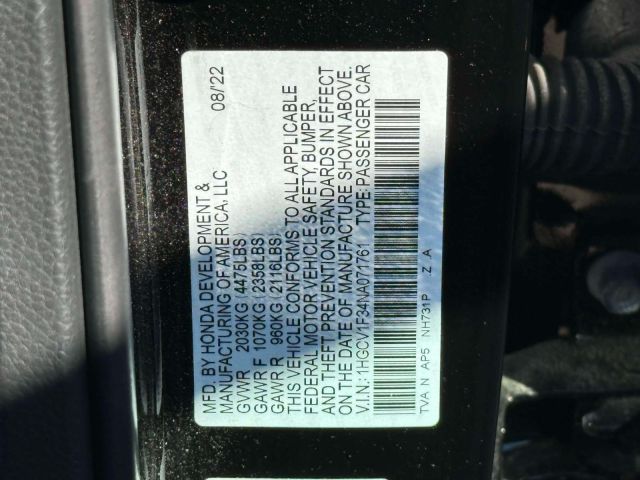 MFD. BY HONDA DEVELOPMENT & 08/'22
MANUFACTURING OF AMERICA, LLC
GVWR 2030KG (4475LBS)
GAWR F 1070KG (2358LBS)
GAWR R 960KG (2116LBS)
THIS VEHICLE CONFORMS TO ALL APPLICABLE
FEDERAL MOTOR VEHICLE SAFETY, BUMPER,
AND THEFT PREVENTION STANDARDS IN EFFECT
ON THE DATE OF MANUFACTURE SHOWN ABOVE.
V.I.N.: 1HGCV1F34NA071761 TYPE: PASSENGER CAR
TVA N AP5 NH731P Z A